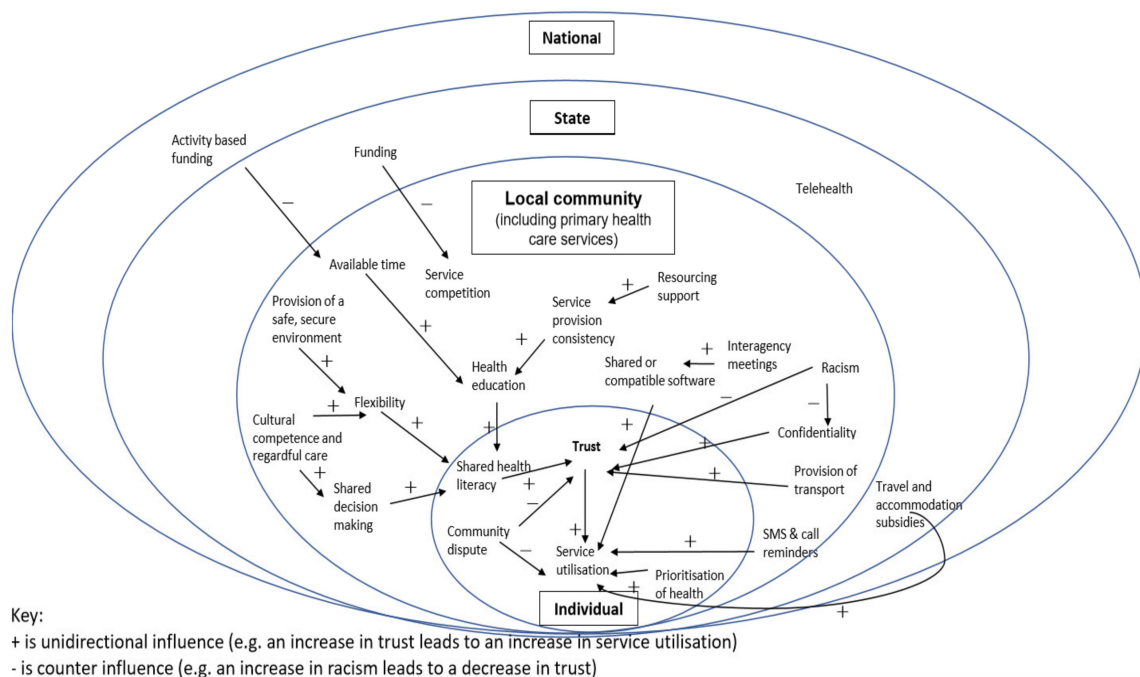 National
State
Activity based
funding
Funding
Telehealth
Local community
(including primary health
care services)
Available time
Service
competition
Resourcing
support
Provision of a
safe, secure
environment
Service
provision
consistency
Health
education
Shared or
compatible software
Interagency
meetings
Racism
Flexibility
Cultural
competence and
regardful care
Trust
Confidentiality
Shared health
literacy
Shared
decision
making
Provision of
transport
Travel and
accommodation
subsidies
Community
dispute
Service
utilisation
SMS & call
reminders
Prioritisation
of health
Individual
−
−
+
+
+
+
+
+
+
+
+
+
−
−
+
+
+
+
−
−
+
+
+
+
Key:
+ is unidirectional influence (e.g. an increase in trust leads to an increase in service utilisation)
- is counter influence (e.g. an increase in racism leads to a decrease in trust)